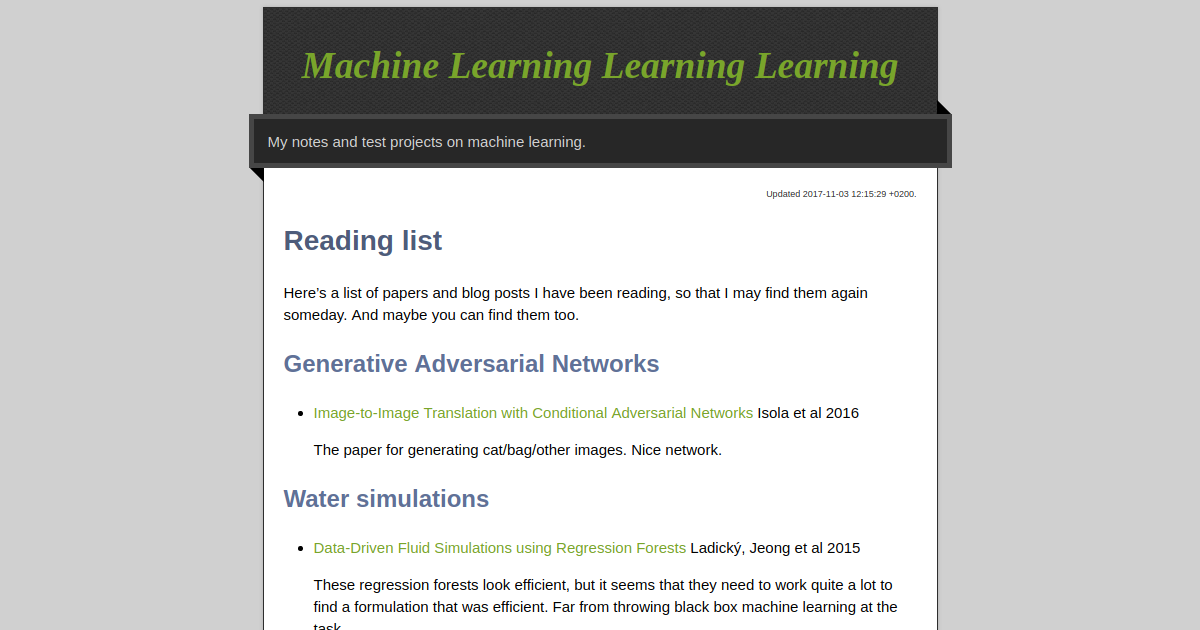 Machine Learning Learning Learning
My notes and test projects on machine learning.
Updated 2017-11-03 12:15:29 +0200.
Reading list
Here’s a list of papers and blog posts I have been reading, so that I may find them again
someday. And maybe you can find them too.
Generative Adversarial Networks
Image-to-Image Translation with Conditional Adversarial Networks Isola et al 2016
The paper for generating cat/bag/other images. Nice network.
Water simulations
Data-Driven Fluid Simulations using Regression Forests Ladický, Jeong et al 2015
These regression forests look efficient, but it seems that they need to work quite a lot to
find a formulation that was efficient. Far from throwing black box machine learning at the
task.